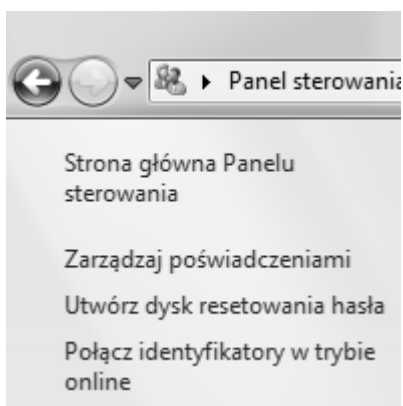 Panel sterowania
Strona główna Panelu
sterowania
Zarządzaj poświadczeniami
Utwórz dysk resetowania hasła
Połącz identyfikatory w trybie
online